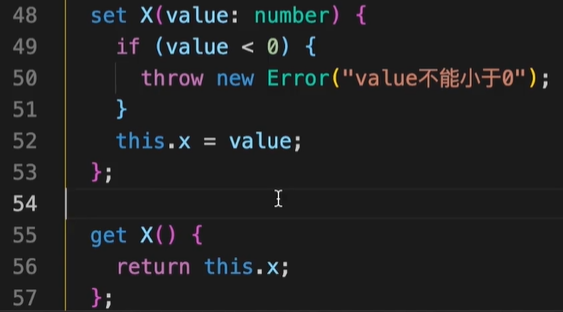 48 set X(value: number) {
49 if (value < 0) {
50 throw new Error("value不能小于0");
51 }
52 this.x = value;
53 };
54
55 get X() {
56 return this.x;
57 };